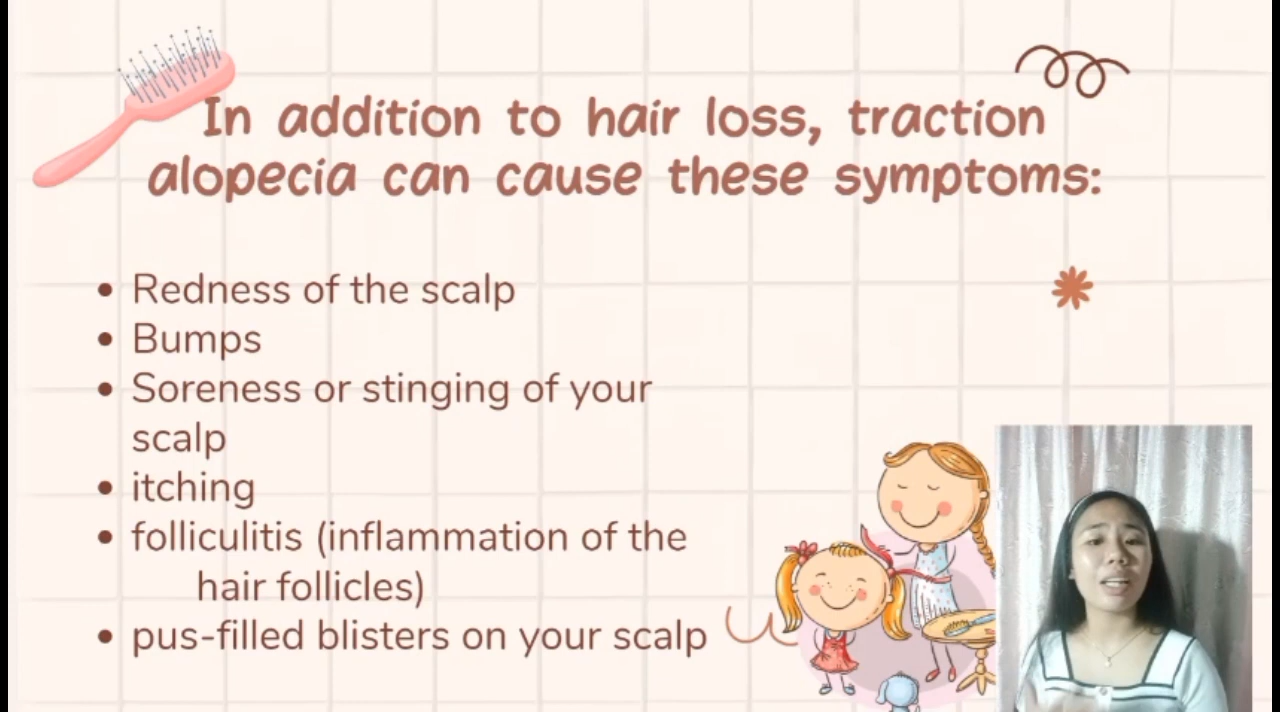 In addition to hair loss, traction
alopecia can cause these symptoms:
• Redness of the scalp
• Bumps
• Soreness or stinging of your
scalp
• itching
• folliculitis (inflammation of the
hair follicles)
• pus-filled blisters on your scalp